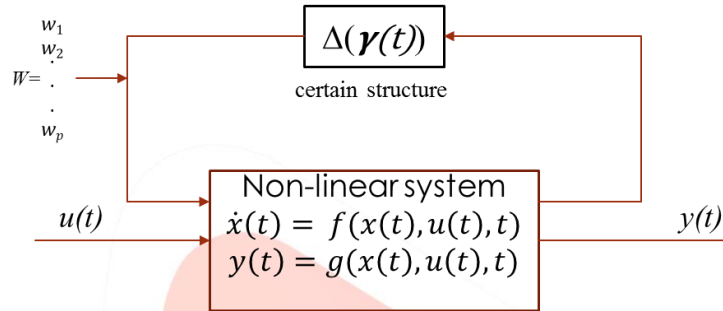 w₁
w₂
.
W= .
.
wₚ
Δ(γ(t))
certain structure
Non-linear system
u(t)
ẋ(t) = f(x(t),u(t),t)
y(t) = g(x(t),u(t),t)
y(t)